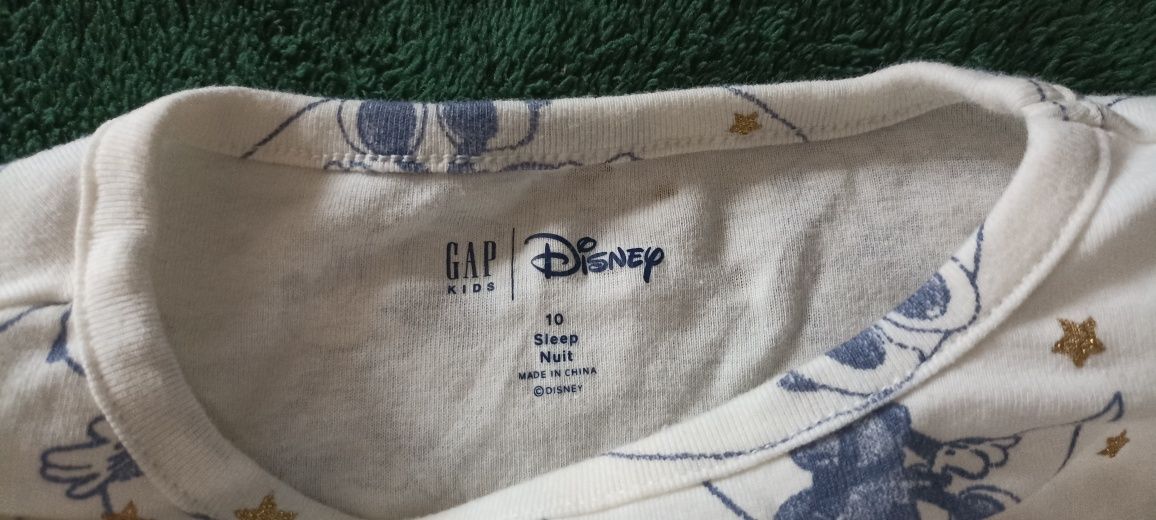 GAP KIDS | Disney
10
Sleep
Nuit
MADE IN CHINA
©DISNEY